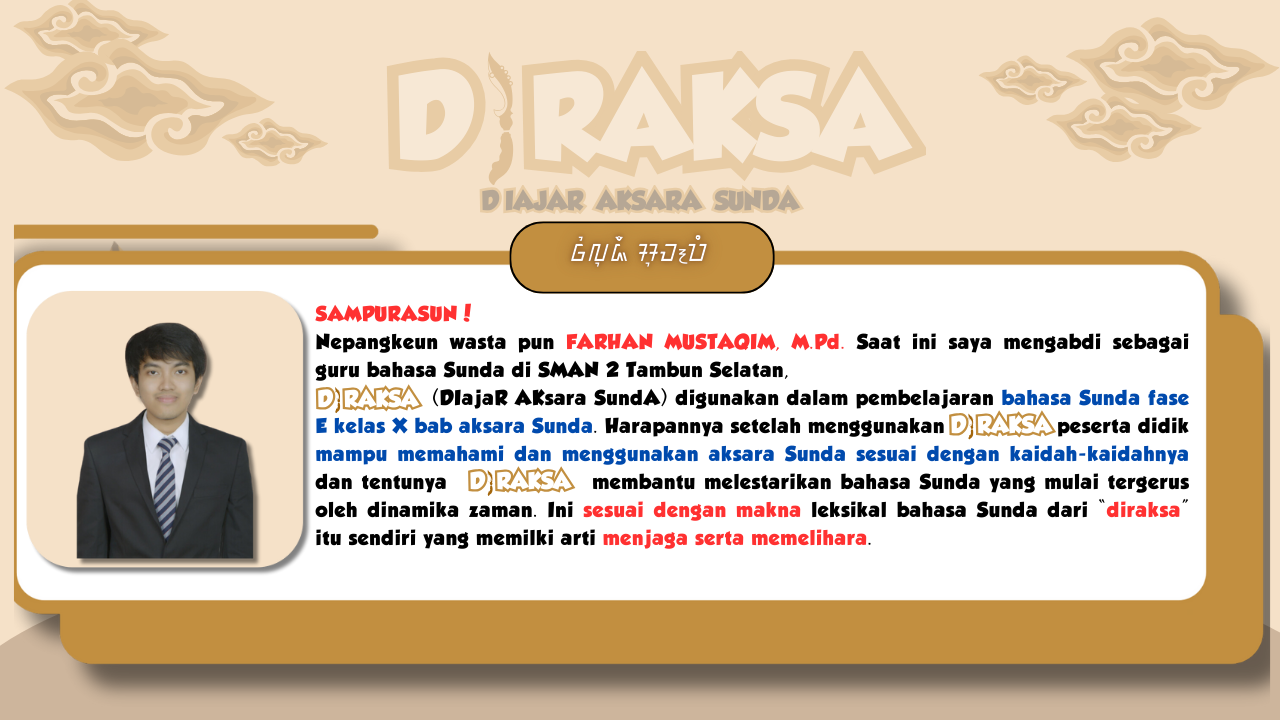 DIRAKSA
DIAJAR AKSARA SUNDA
SAMPURASUN!
Nepangkeun wasta pun FARHAN MUSTAQIM, M.Pd. Saat ini saya mengabdi sebagai
guru bahasa Sunda di SMAN 2 Tambun Selatan,
DIRAKSA (DIajaR AKsara SundA) digunakan dalam pembelajaran bahasa Sunda fase
E kelas X bab aksara Sunda. Harapannya setelah menggunakan DIRAKSA peserta didik
mampu memahami dan menggunakan aksara Sunda sesuai dengan kaidah-kaidahnya
dan tentunya DIRAKSA membantu melestarikan bahasa Sunda yang mulai tergerus
oleh dinamika zaman. Ini sesuai dengan makna leksikal bahasa Sunda dari "diraksa"
itu sendiri yang memilki arti menjaga serta memelihara.